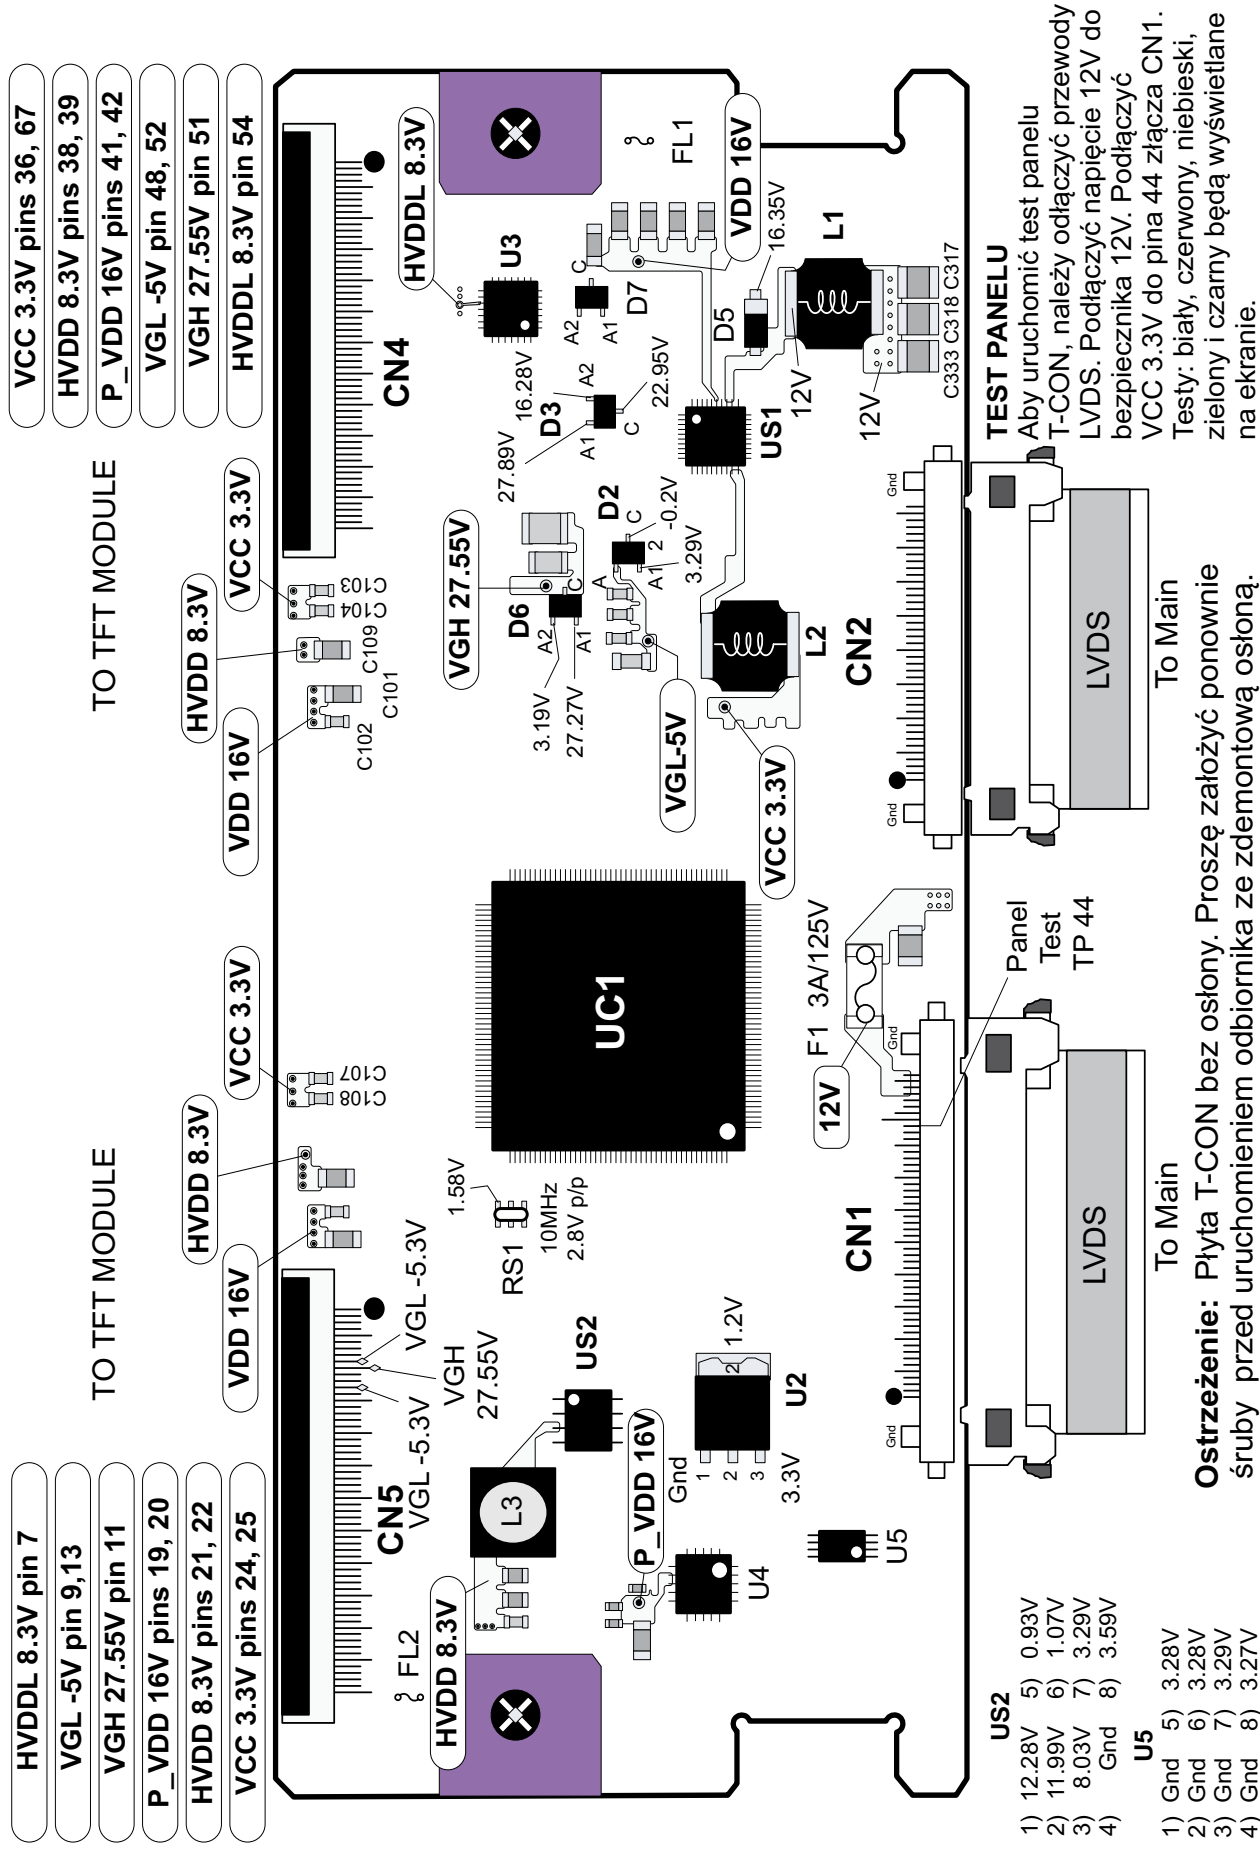 HVDDL 8.3V pin 7
VGL -5V pin 9,13
VGH 27.55V pin 11
P_VDD 16V pins 19, 20
HVDD 8.3V pins 21, 22
VCC 3.3V pins 24, 25
TO TFT MODULE
TO TFT MODULE
VCC 3.3V pins 36, 67
HVDD 8.3V pins 38, 39
P_VDD 16V pins 41, 42
VGL -5V pin 48, 52
VGH 27.55V pin 51
HVDDL 8.3V pin 54
VDD 16V
HVDD 8.3V
VCC 3.3V
VDD 16V
HVDD 8.3V
VCC 3.3V
C108
C107
C102
C101
C109
C104
C103
CN5
VGL -5.3V
VGH
27.55V
VGL -5.3V
CN4
HVDDL 8.3V
FL2
HVDD 8.3V
L3
US2
RS1
1.58V
10MHz
2.8V p/p
UC1
VGH 27.55V
D6
A2
A1
C
3.19V
27.27V
27.89V
16.28V
D3
A1
A2
C
22.95V
U3
D7
A2
A1
C
FL1
D2
A
C
A1
2
-0.2V
3.29V
VGL-5V
VCC 3.3V
L2
US1
VDD 16V
D5
16.35V
L1
12V
12V
C333
C318
C317
P_VDD 16V
U4
U5
Gnd
1
2
3
3.3V
2
1.2V
U2
F1 3A/125V
12V
CN1
Gnd
Gnd
Panel
Test
TP 44
CN2
Gnd
Gnd
LVDS
To Main
LVDS
To Main
US2
1) 12.28V 5) 0.93V
2) 11.99V 6) 1.07V
3) 8.03V 7) 3.29V
4) Gnd 8) 3.59V
U5
1) Gnd 5) 3.28V
2) Gnd 6) 3.28V
3) Gnd 7) 3.29V
4) Gnd 8) 3.27V
Ostrzeżenie: Płyta T-CON bez osłony. Proszę założyć ponownie
śruby przed uruchomieniem odbiornika ze zdemontową osłoną.
TEST PANELU
Aby uruchomić test panelu
T-CON, należy odłączyć przewody
LVDS. Podłączyć napięcie 12V do
bezpiecznika 12V. Podłączyć
VCC 3.3V do pina 44 złącza CN1.
Testy: biały, czerwony, niebieski,
zielony i czarny będą wyświetlane
na ekranie.